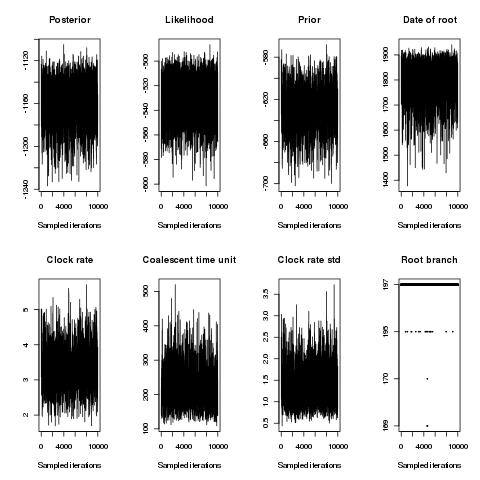 Posterior
-1120
-1160
-1200
-1240
0 4000 10000
Sampled iterations
Likelihood
-500
-520
-540
-560
-580
-600
0 4000 10000
Sampled iterations
Prior
-580
-620
-660
-700
0 4000 10000
Sampled iterations
Date of root
1900
1800
1700
1600
1500
1400
0 4000 10000
Sampled iterations
Clock rate
5
4
3
2
0 4000 10000
Sampled iterations
Coalescent time unit
500
400
300
200
100
0 4000 10000
Sampled iterations
Clock rate std
3.5
3.0
2.5
2.0
1.5
1.0
0.5
0 4000 10000
Sampled iterations
Root branch
197
195
170
169
0 4000 10000
Sampled iterations